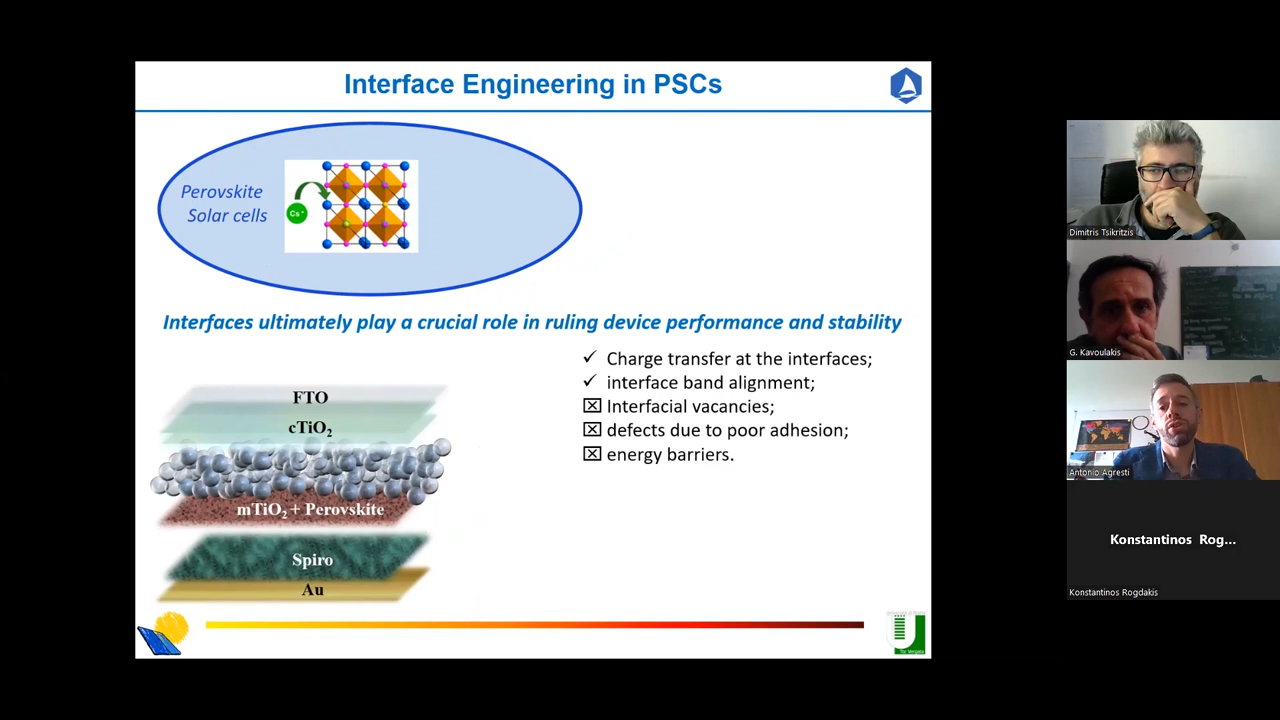 Interface Engineering in PSCs
Perovskite
Solar cells
Cs⁺
Interfaces ultimately play a crucial role in ruling device performance and stability
✓ Charge transfer at the interfaces;
✓ interface band alignment;
☒ Interfacial vacancies;
☒ defects due to poor adhesion;
☒ energy barriers.
FTO
cTiO₂
mTiO₂ + Perovskite
Spiro
Au
Tor Vergata
Dimitris Tsikritzis
G. Kavoulakis
Antonio Agresti
Konstantinos Rog...
Konstantinos Rogdakis